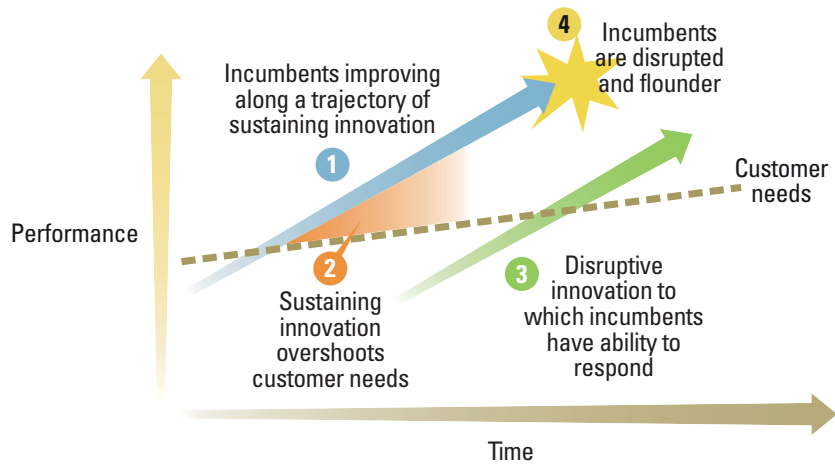 4
Incumbents
are disrupted
and flounder
Incumbents improving
along a trajectory of
sustaining innovation
1
Customer
needs
Performance
2
Sustaining
innovation
overshoots
customer needs
3
Disruptive
innovation to
which incumbents
have ability to
respond
Time